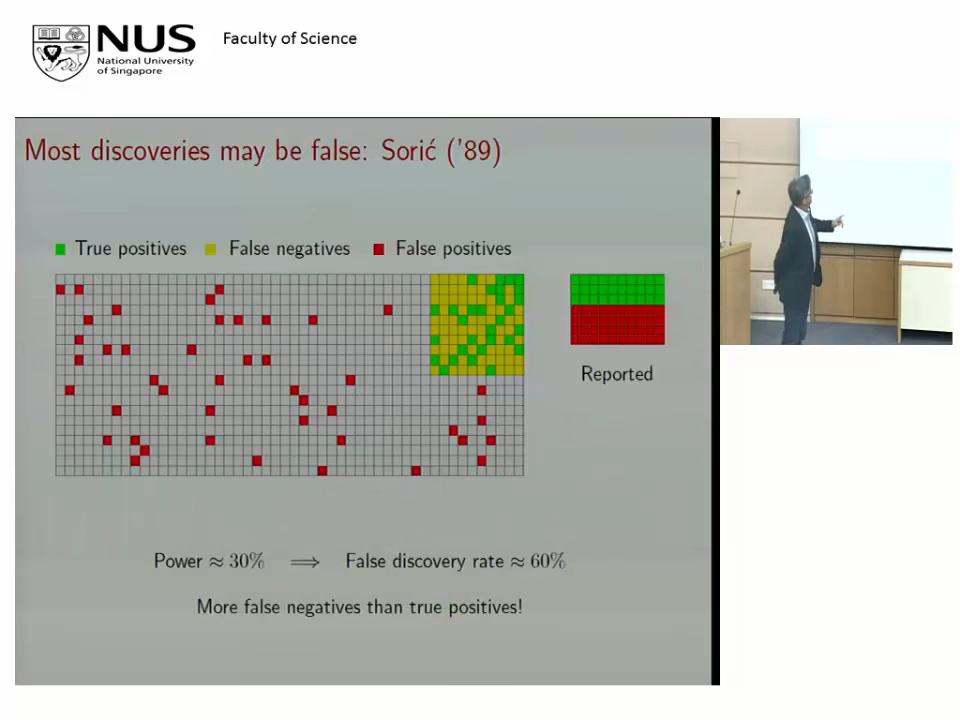 NUS
National University
of Singapore
Faculty of Science
Most discoveries may be false: Sorić ('89)
True positives False negatives False positives
Reported
Power ≈ 30% ⟹ False discovery rate ≈ 60%
More false negatives than true positives!